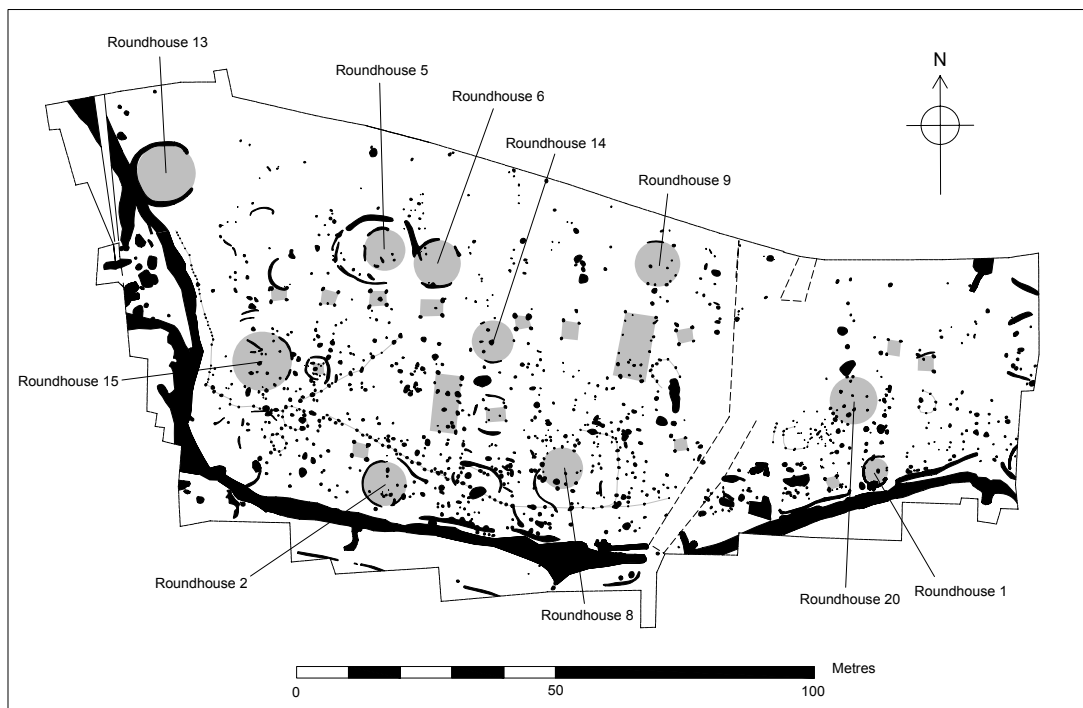 Roundhouse 13
Roundhouse 5
N
Roundhouse 6
Roundhouse 14
Roundhouse 9
Roundhouse 15
Roundhouse 2
Roundhouse 8
Roundhouse 20
Roundhouse 1
Metres
0
50
100